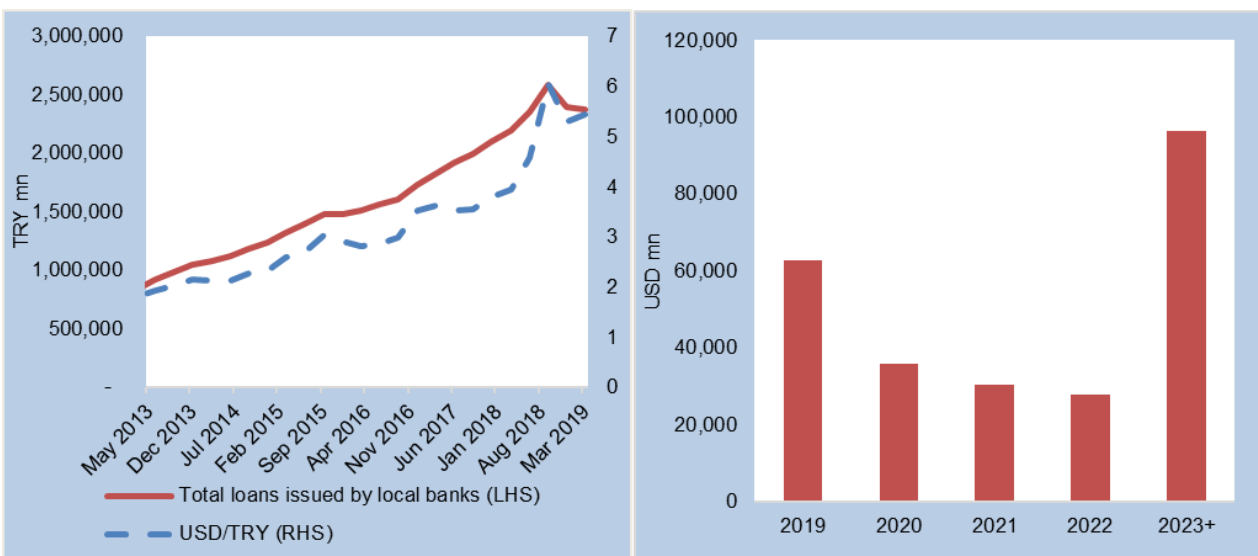 3,000,000
2,500,000
2,000,000
1,500,000
1,000,000
500,000
-
TRY mn
7
6
5
4
3
2
1
0
May 2013
Dec 2013
Jul 2014
Feb 2015
Sep 2015
Apr 2016
Nov 2016
Jun 2017
Jan 2018
Aug 2018
Mar 2019
Total loans issued by local banks (LHS)
USD/TRY (RHS)
120,000
100,000
80,000
60,000
40,000
20,000
0
USD mn
2019
2020
2021
2022
2023+